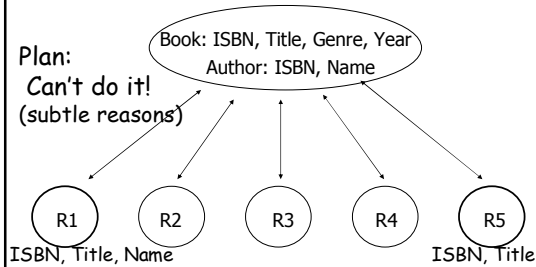 Book: ISBN, Title, Genre, Year
Author: ISBN, Name
Plan:
Can't do it!
(subtle reasons)
R1 R2 R3 R4 R5
ISBN, Title, Name ISBN, Title